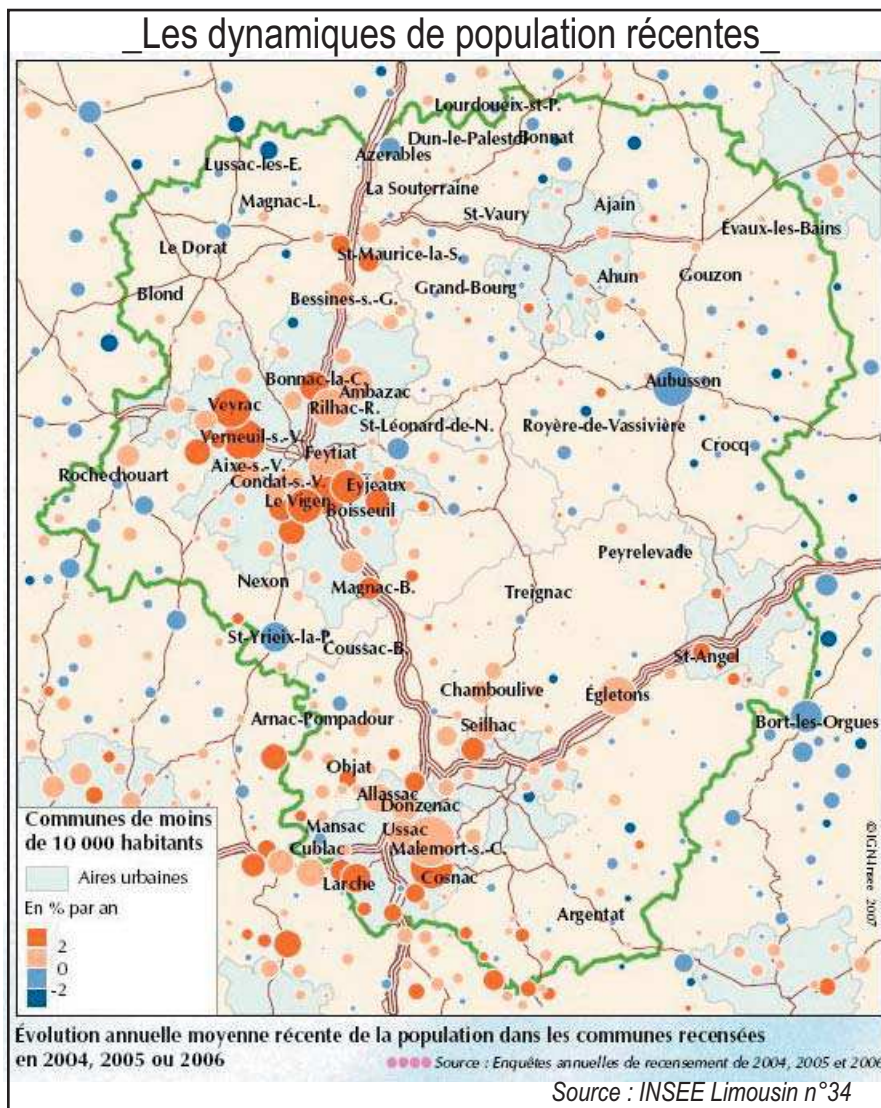 _Les dynamiques de population récentes_
Lourdoueix-st-P.
Dun-le-Palestel
Bonnat
Azerables
Lussac-les-E.
La Souterraine
Magnac-L.
Ajain
St-Vaury
Évaux-les-Bains
Le Dorat
St-Maurice-la-S.
Ahun
Gouzon
Grand-Bourg
Blond
Bessines-s.-G.
Bonnac-la-C.
Aubusson
Ambazac
Veyrac
Rilhac-R.
St-Léonard-de-N.
Royère-de-Vassivière
Verneuil-s.-V.
Crocq
Feytiat
Aixe-s.-V.
Rochechouart
Condat-s.-V.
Eyjeaux
Le Vigen
Boisseuil
Peyrelevade
Nexon
Magnac-B.
Treignac
St-Yrieix-la-P.
Coussac-B.
St-Angel
Chamboulive
Égletons
Arnac-Pompadour
Seilhac
Bort-les-Orgues
Objat
Allassac
Donzenac
Mansac
Ussac
Cublac
Malemort-s.-C.
Larche
Cosnac
Argentat
Communes de moins
de 10 000 habitants
Aires urbaines
En % par an
2
0
-2
©IGN-Insee 2007
Évolution annuelle moyenne récente de la population dans les communes recensées
en 2004, 2005 ou 2006
Source : Enquêtes annuelles de recensement de 2004, 2005 et 2006
Source : INSEE Limousin n°34